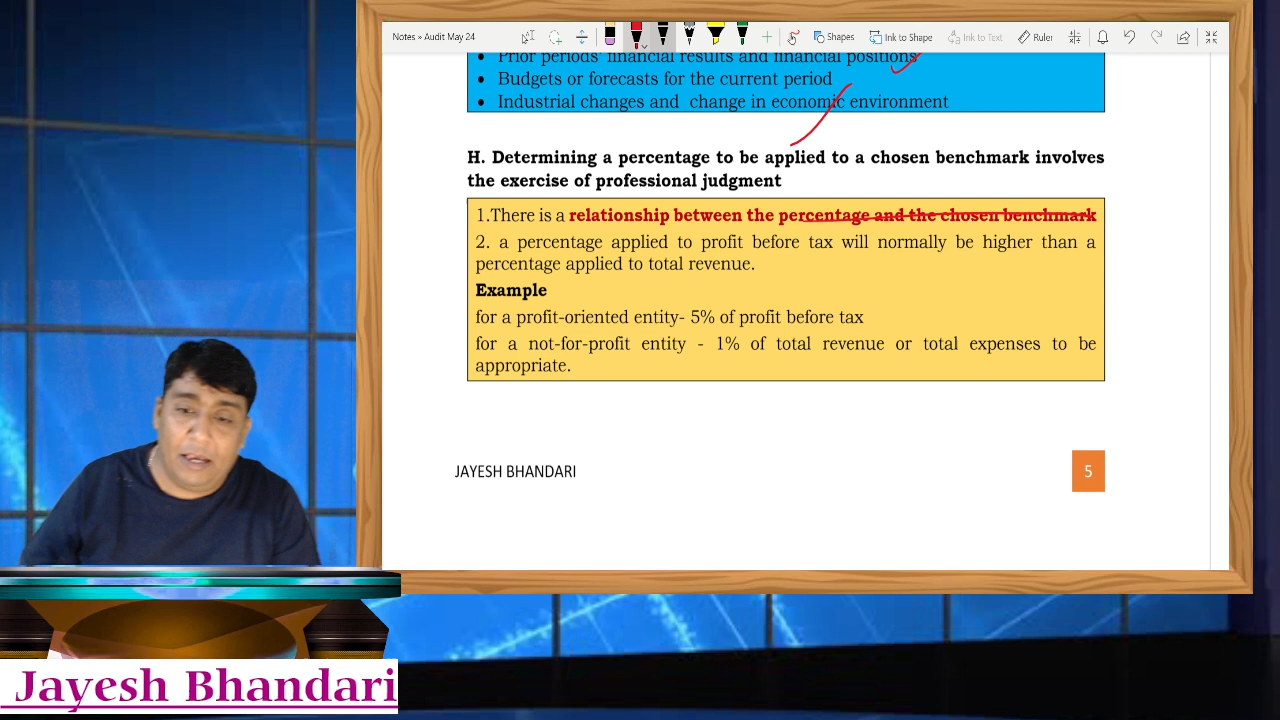 Notes » Audit May 24
Shapes
Ink to Shape
Ink to Text
Ruler
• Prior periods' financial results and financial positions
• Budgets or forecasts for the current period
• Industrial changes and change in economic environment
H. Determining a percentage to be applied to a chosen benchmark involves
the exercise of professional judgment
1.There is a relationship between the percentage and the chosen benchmark
2. a percentage applied to profit before tax will normally be higher than a
percentage applied to total revenue.
Example
for a profit-oriented entity- 5% of profit before tax
for a not-for-profit entity - 1% of total revenue or total expenses to be
appropriate.
JAYESH BHANDARI
5
Jayesh Bhandari